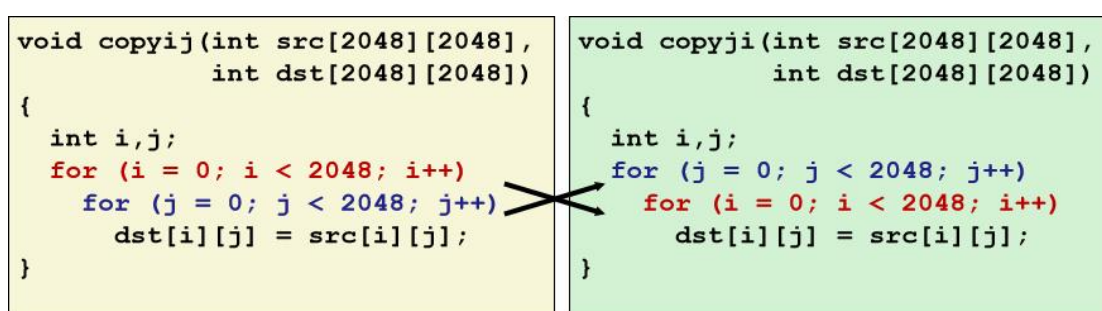 void copyij(int src[2048][2048],
            int dst[2048][2048])
{
  int i,j;
  for (i = 0; i < 2048; i++)
    for (j = 0; j < 2048; j++)
      dst[i][j] = src[i][j];
}
void copyji(int src[2048][2048],
            int dst[2048][2048])
{
  int i,j;
  for (j = 0; j < 2048; j++)
    for (i = 0; i < 2048; i++)
      dst[i][j] = src[i][j];
}